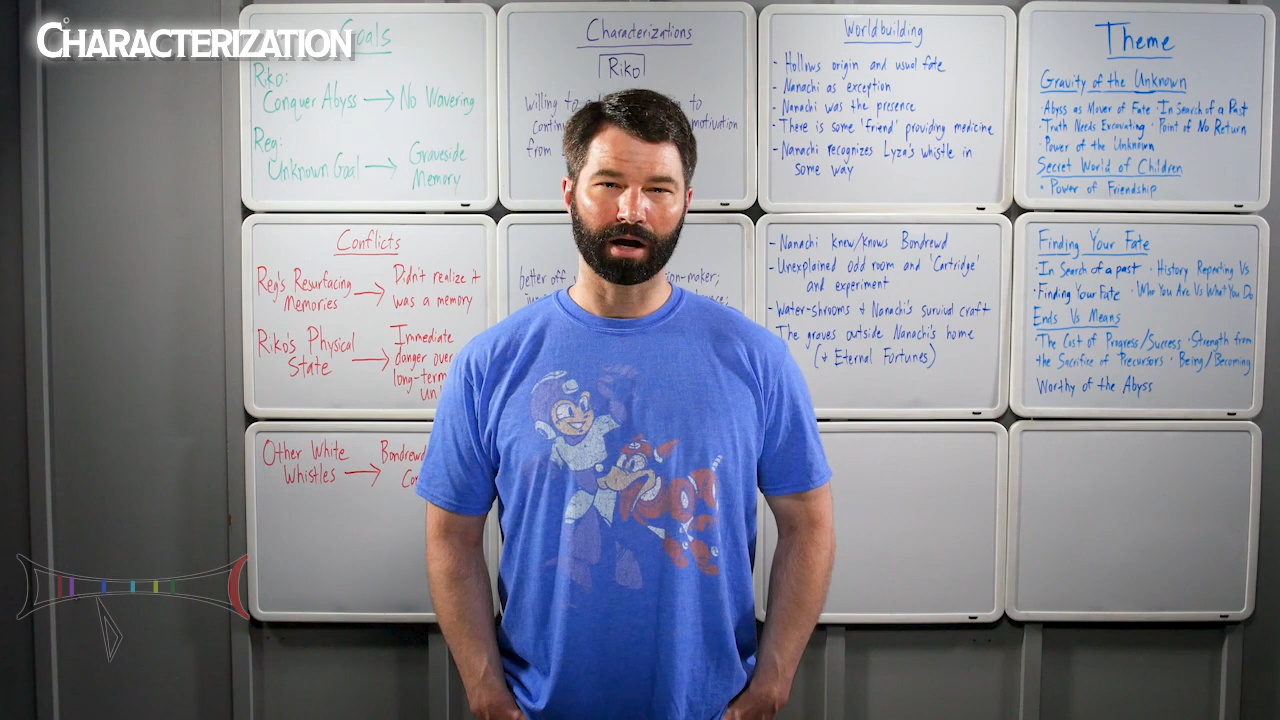 CHARACTERIZATION
Goals
Riko:
Conquer Abyss → No Wavering
Reg:
Unknown Goal → Graveside
Memory
Conflicts
Reg's Resurfacing
Memories → Didn't realize it
was a memory
Riko's Physical
State → Immediate
danger over
long-term
Other White
Whistles → Bondrewd
Characterizations
Riko
Willing to
to
continue motivation
from
better off
Worldbuilding
- Hollows origin and usual fate
- Nanachi as exception
- Nanachi was the presence
- There is some 'friend' providing medicine
- Nanachi recognizes Lyza's whistle in
some way
- Nanachi knew/knows Bondrewd
- Unexplained odd room and 'Cartridge'
and experiment
- Water-shrooms + Nanachi's survival craft
- The graves outside Nanachi's home
(+ Eternal Fortunes)
Theme
Gravity of the Unknown
· Abyss as Mover of Fate · In Search of a Past
· Truth Needs Excavating · Point of No Return
· Power of the Unknown
Secret World of Children
· Power of Friendship
Finding Your Fate
· In Search of a past · History Repeating Vs
· Finding Your Fate · Who You Are Vs What You Do
Ends Vs Means
· The Cost of Progress/Success · Strength from
the Sacrifice of Precursors · Being/Becoming
Worthy of the Abyss